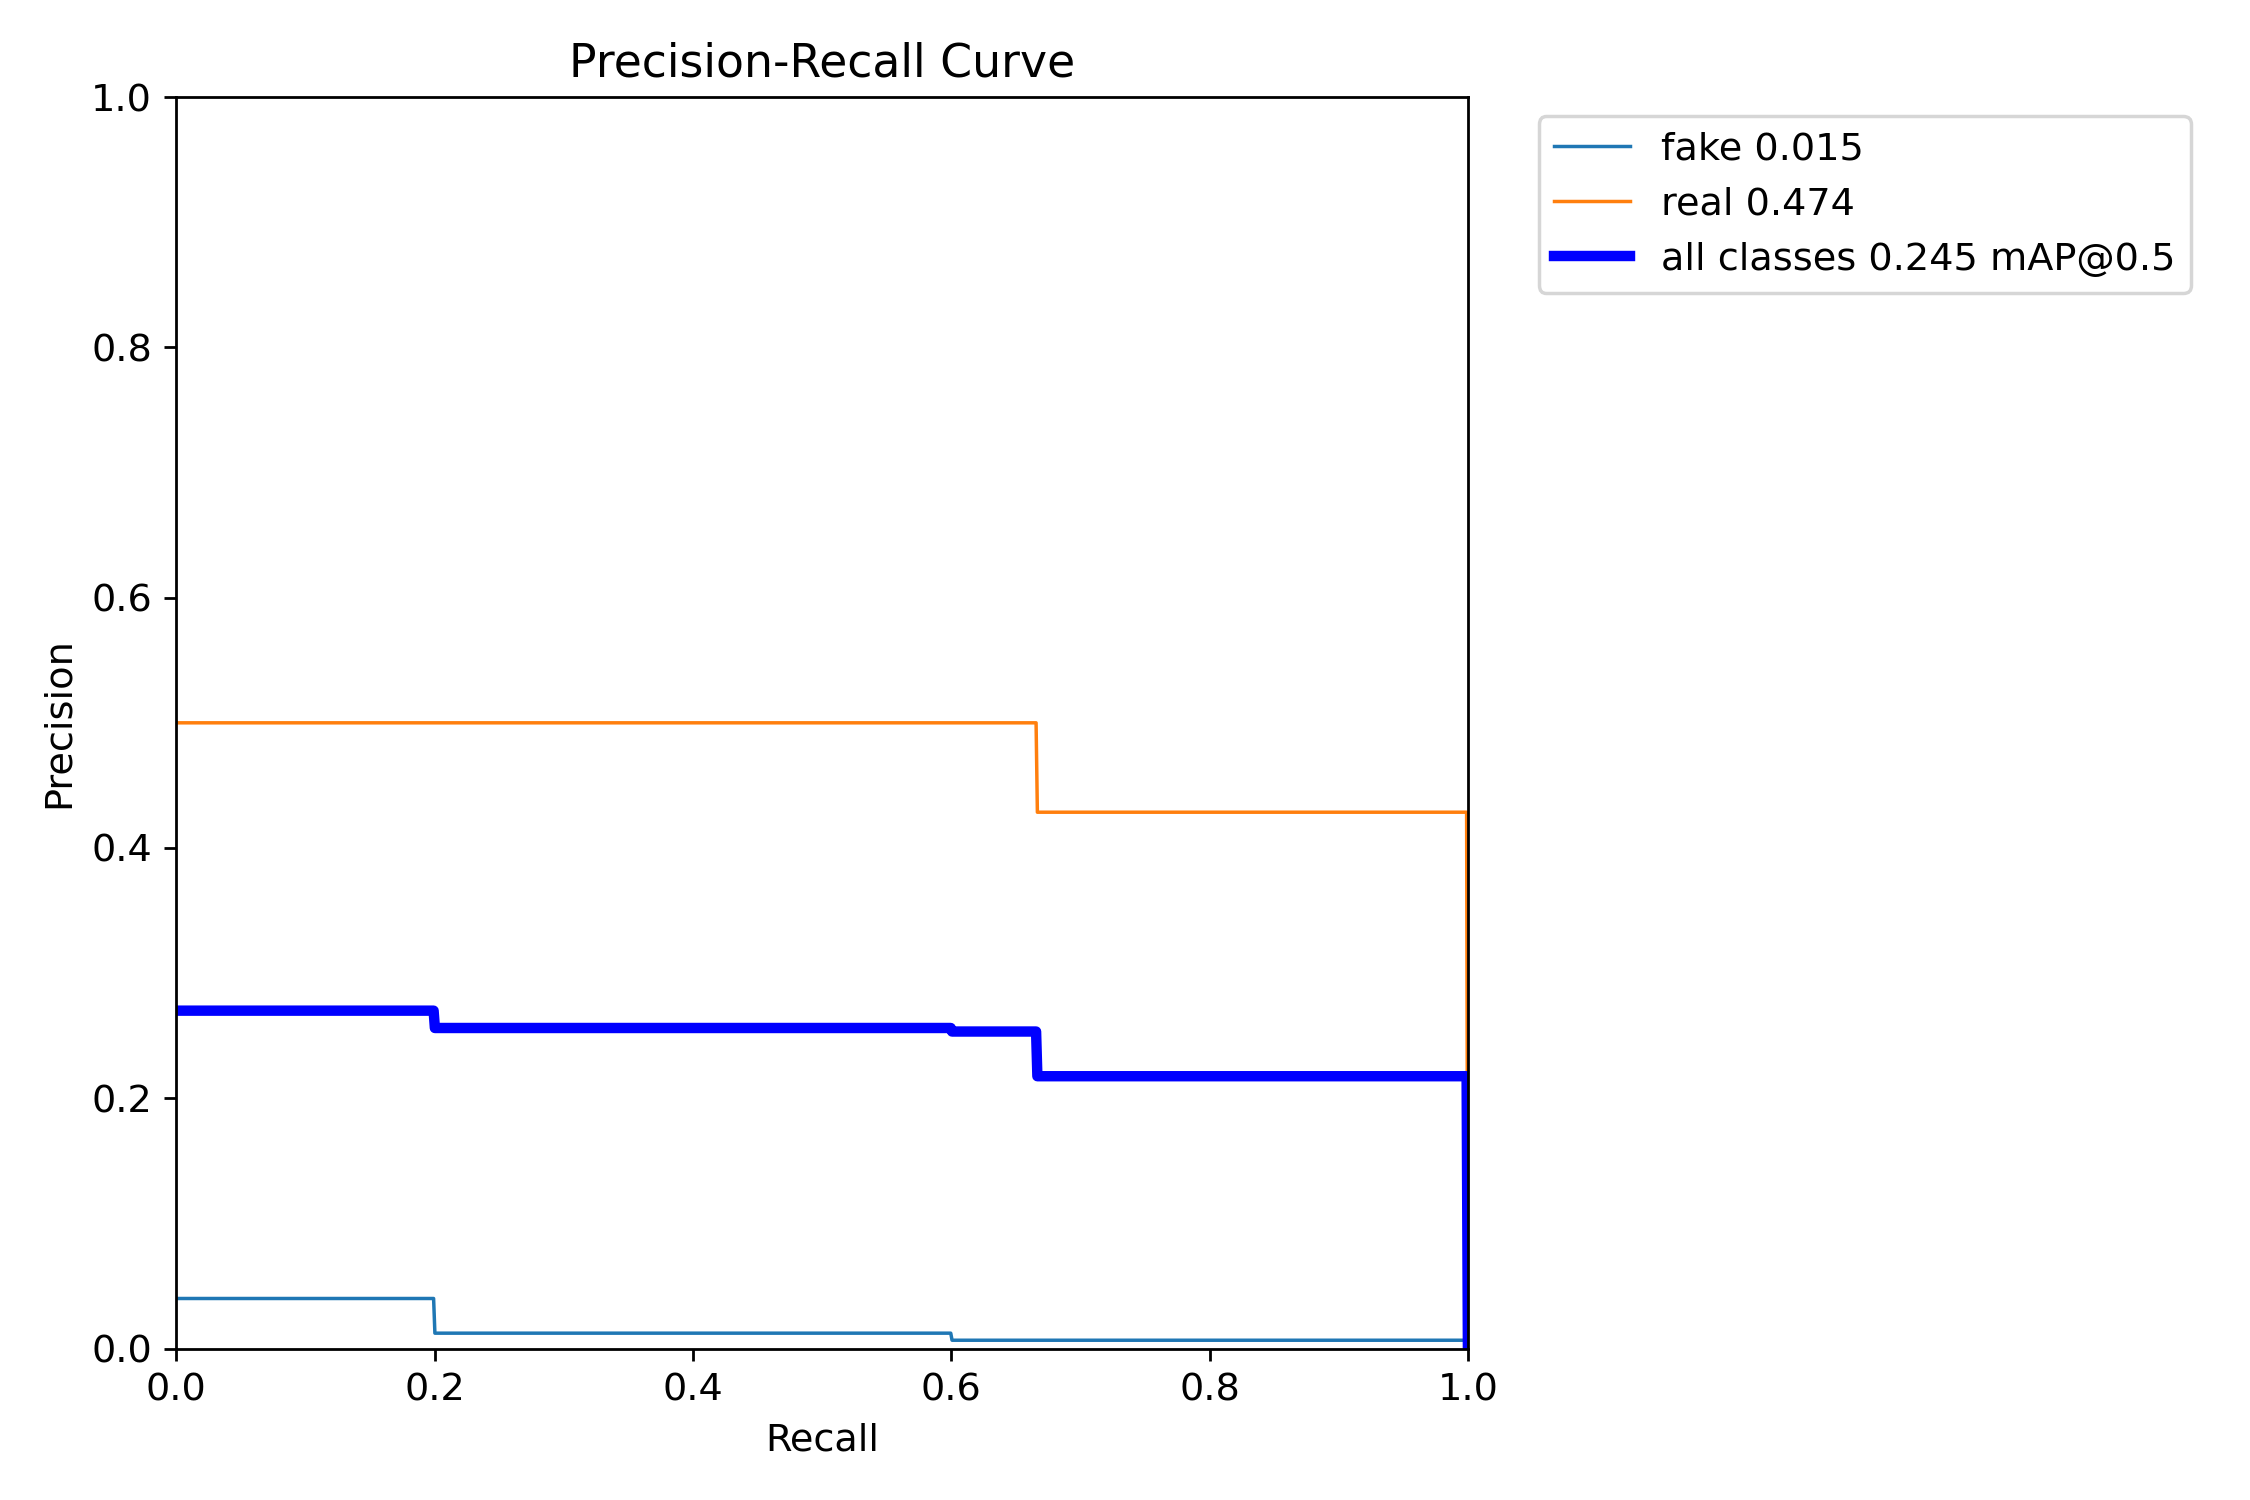 Precision-Recall Curve
1.0
0.8
0.6
0.4
0.2
0.0
Precision
0.0 0.2 0.4 0.6 0.8 1.0
Recall
fake 0.015
real 0.474
all classes 0.245 mAP@0.5